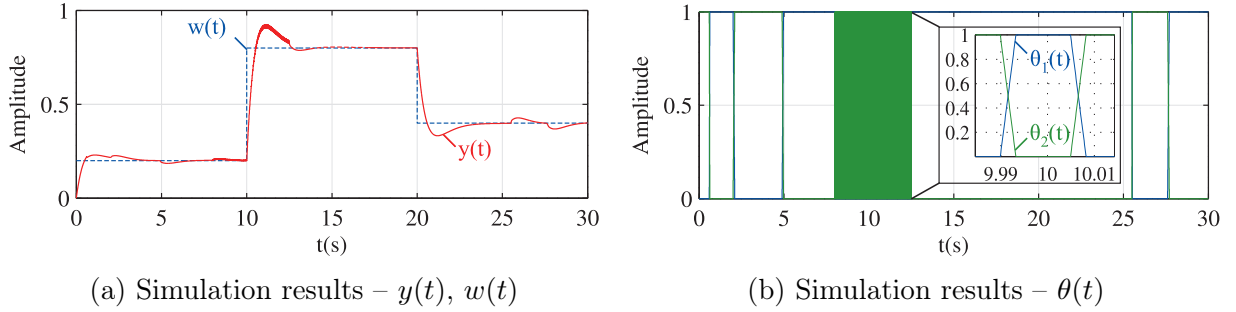 1
w(t)
Amplitude
0.5
y(t)
0
0 5 10 15 20 25 30
t(s)
(a) Simulation results – y(t), w(t)
1
1
0.8
0.6
0.4
0.2
θ₁(t)
θ₂(t)
9.99 10 10.01
Amplitude
0.5
0
0 5 10 15 20 25 30
t(s)
(b) Simulation results – θ(t)